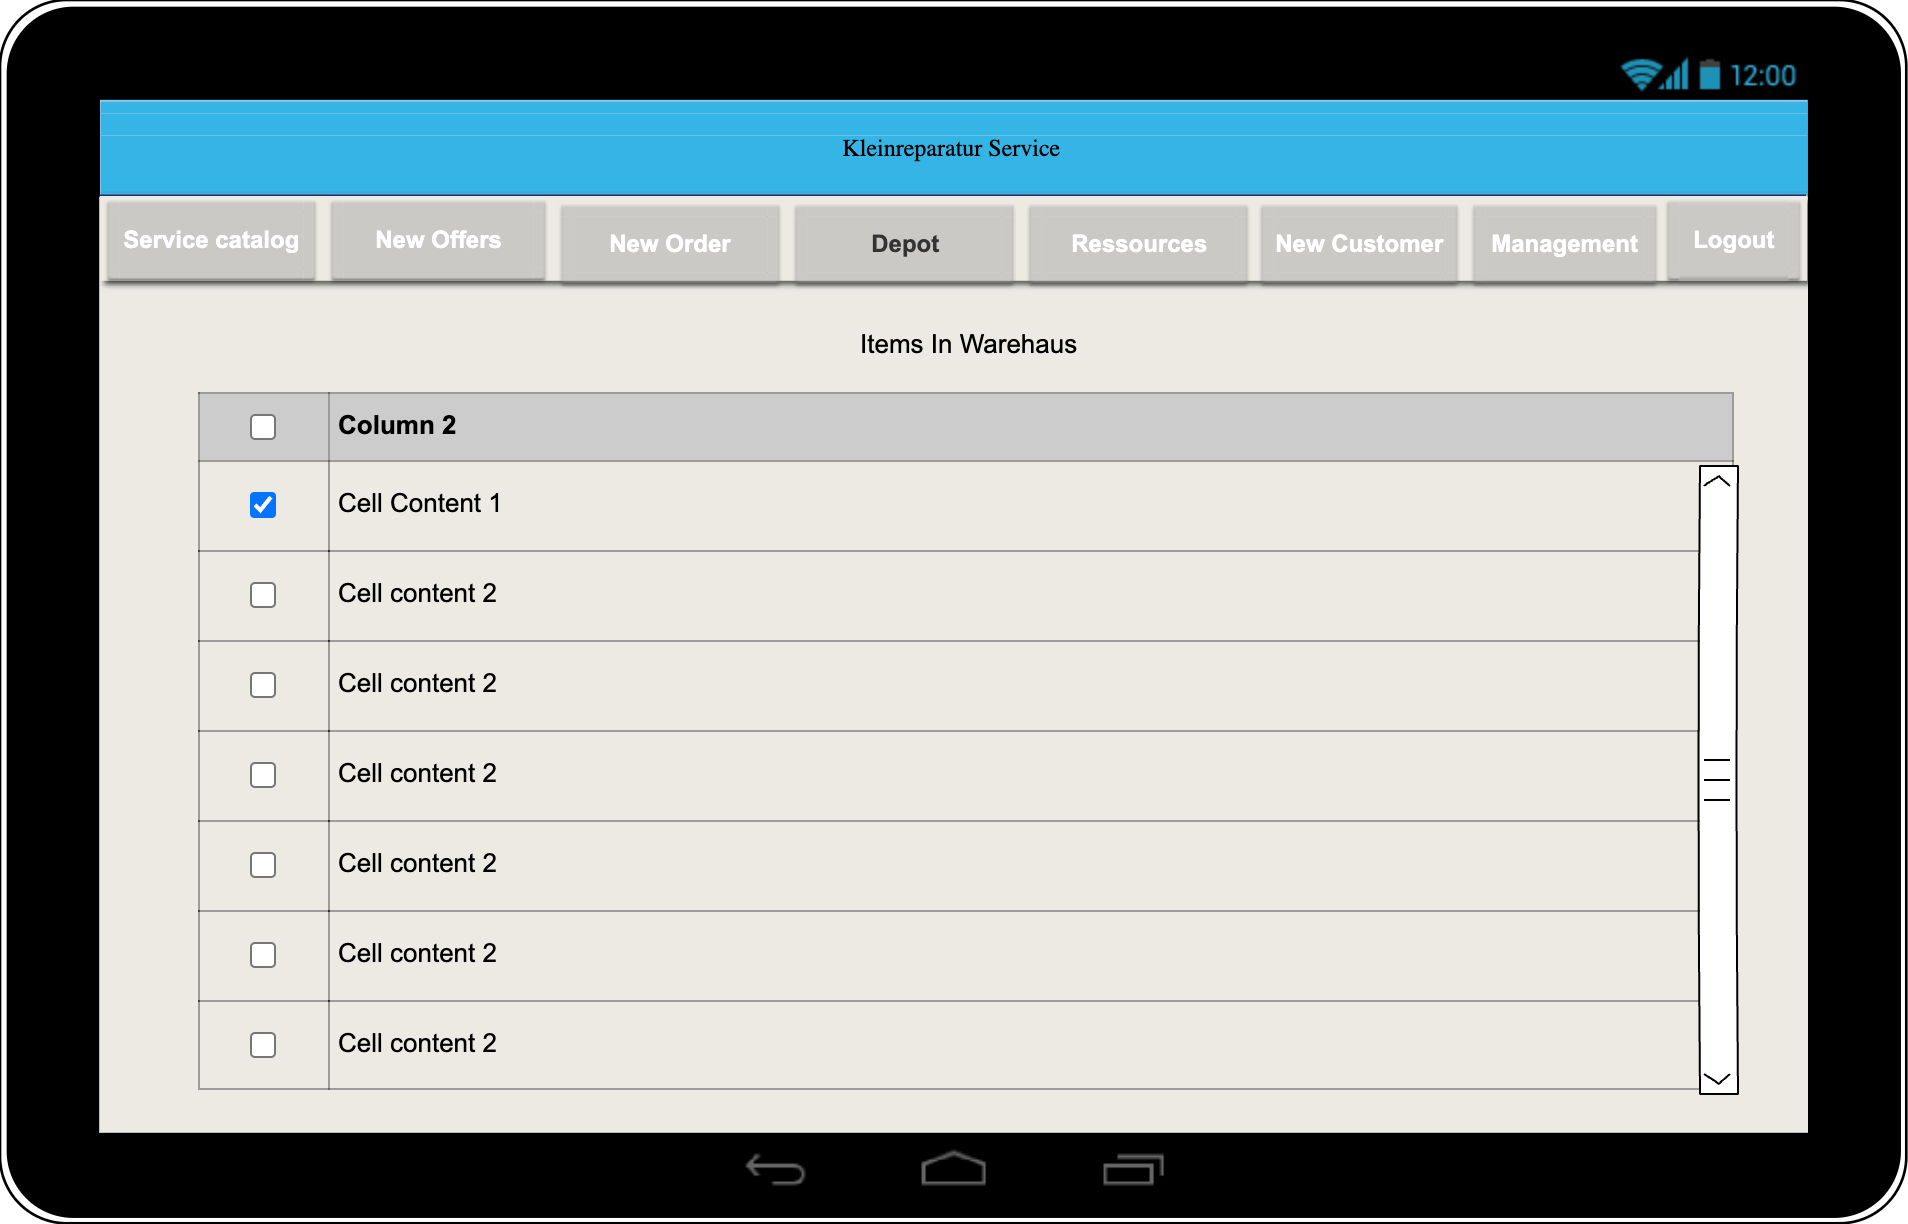 12:00
Kleinreparatur Service
Service catalog New Offers New Order Depot Ressources New Customer Management Logout
Items In Warehaus
Column 2
Cell Content 1
Cell content 2
Cell content 2
Cell content 2
Cell content 2
Cell content 2
Cell content 2